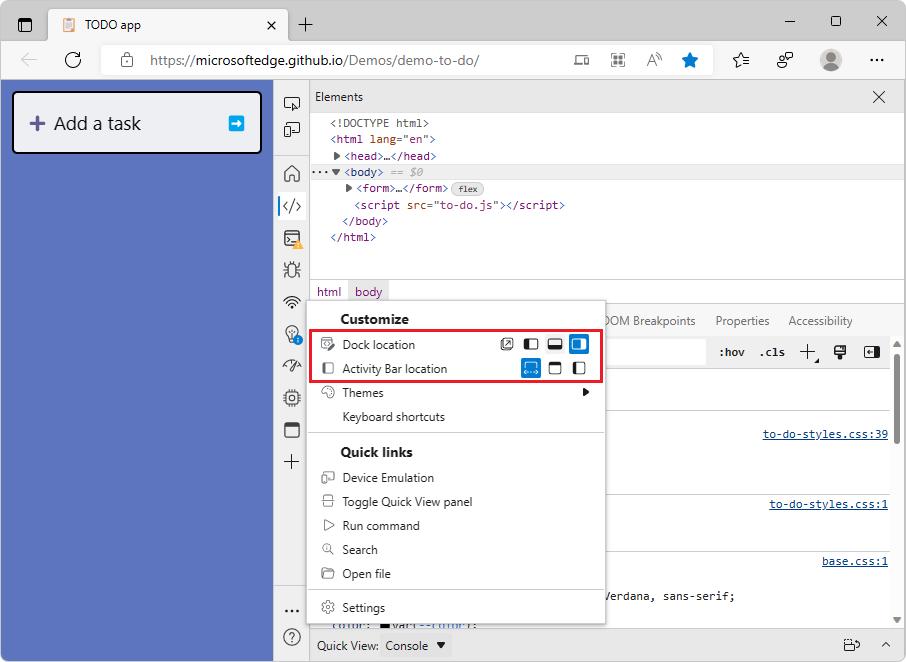 TODO app
https://microsoftedge.github.io/Demos/demo-to-do/
Add a task
Elements
<!DOCTYPE html>
<html lang="en">
<head>…</head>
<body> == $0
<form>…</form> flex
<script src="to-do.js"></script>
</body>
</html>
html body
Customize
Dock location
Activity Bar location
Themes
Keyboard shortcuts
Quick links
Device Emulation
Toggle Quick View panel
Run command
Search
Open file
Settings
DOM Breakpoints Properties Accessibility
:hov .cls
to-do-styles.css:39
to-do-styles.css:1
base.css:1
Verdana, sans-serif;
color: var(--color);
Quick View: Console